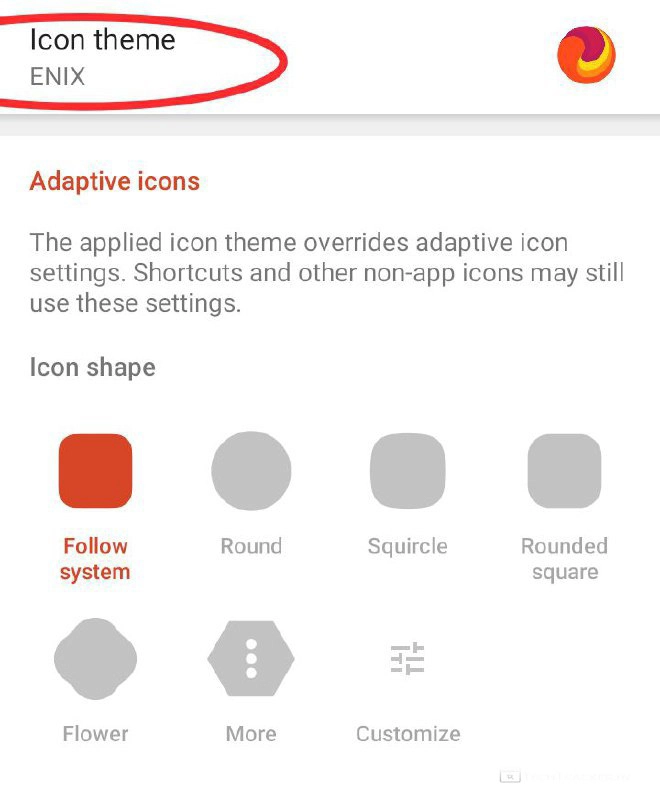 Icon theme
ENIX
Adaptive icons
The applied icon theme overrides adaptive icon
settings. Shortcuts and other non-app icons may still
use these settings.
Icon shape
Follow
system
Round
Squircle
Rounded
square
Flower
More
Customize